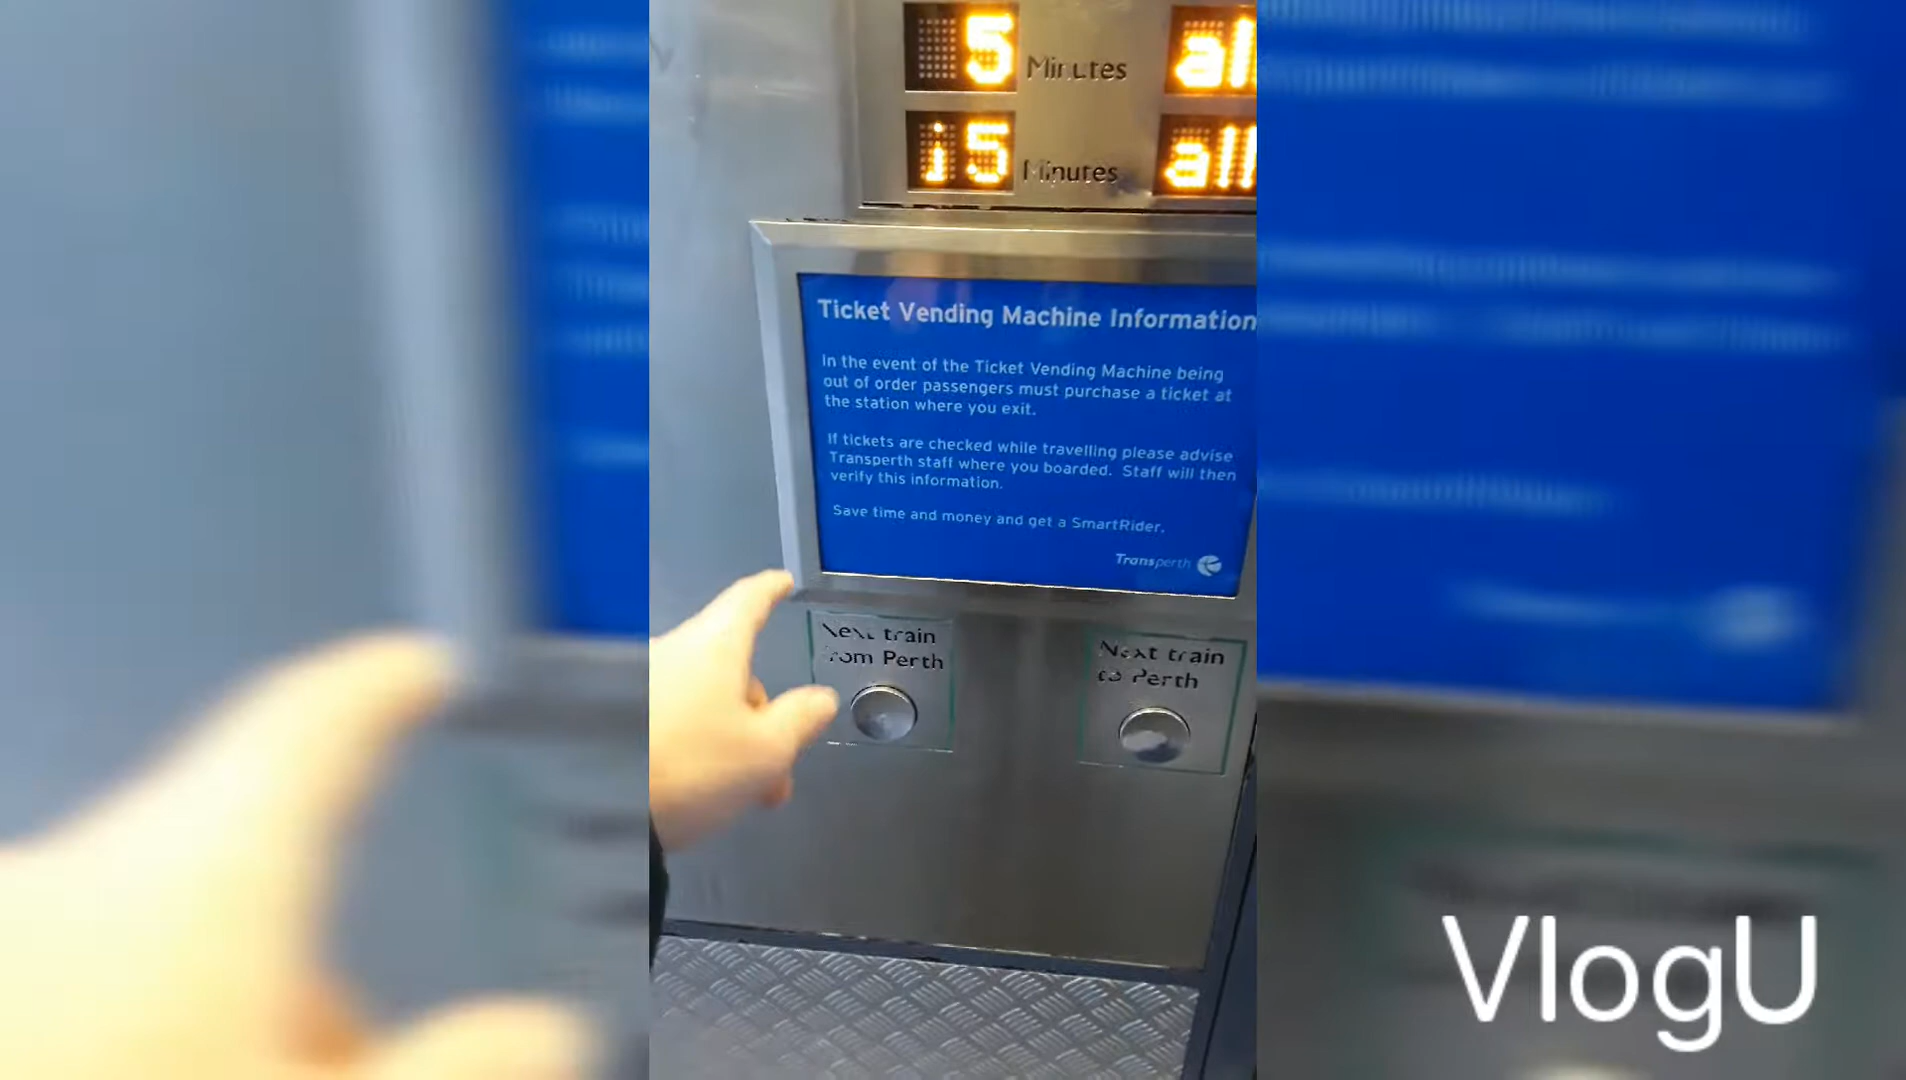 5 Minutes al
15 Minutes all
Ticket Vending Machine Information
In the event of the Ticket Vending Machine being
out of order passengers must purchase a ticket at
the station where you exit.
If tickets are checked while travelling please advise
Transperth staff where you boarded. Staff will then
verify this information.
Save time and money and get a SmartRider.
Transperth
Next train
from Perth
Next train
to Perth
VlogU